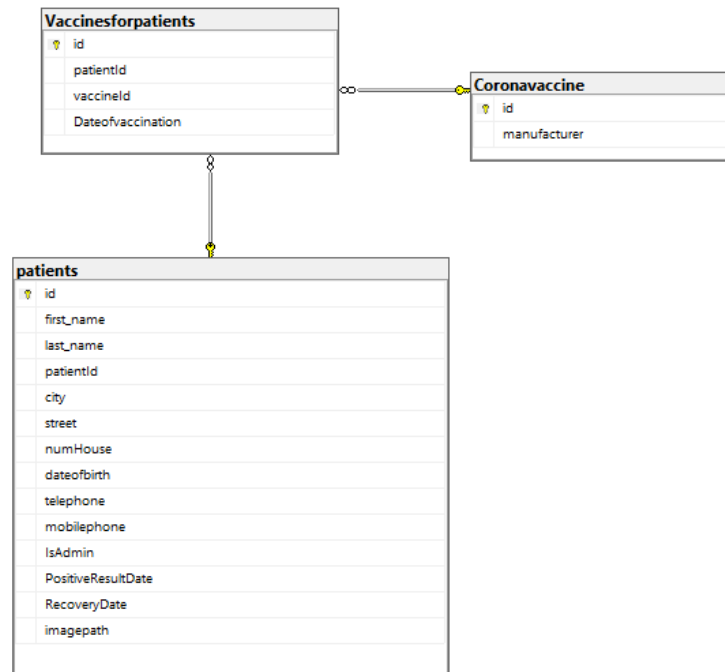 Vaccinesforpatients
id
patientId
vaccineId
Dateofvaccination
Coronavaccine
id
manufacturer
patients
id
first_name
last_name
patientId
city
street
numHouse
dateofbirth
telephone
mobilephone
IsAdmin
PositiveResultDate
RecoveryDate
imagepath